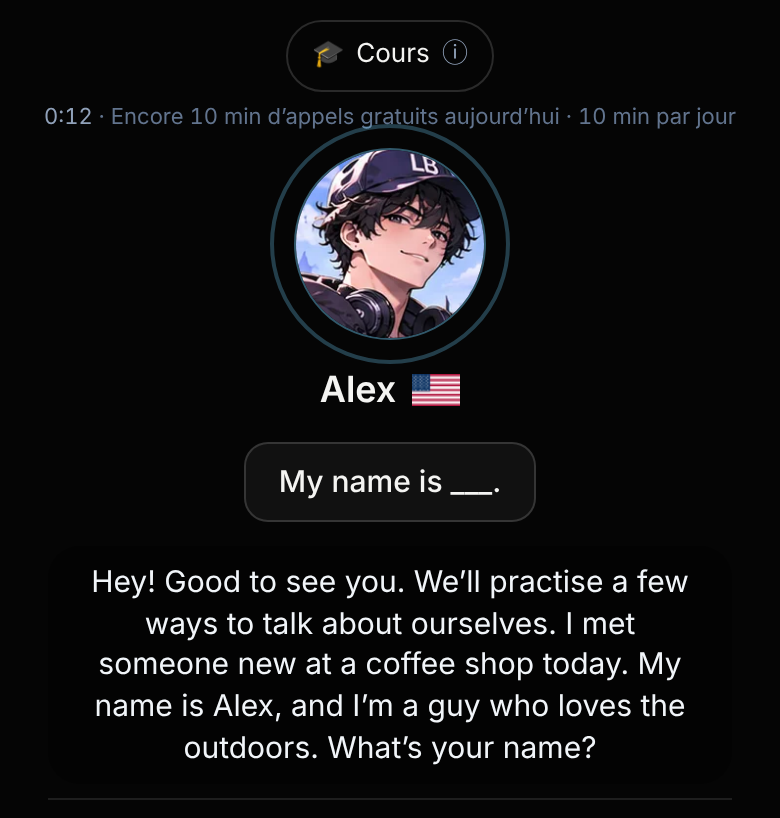 🎓 Cours ⓘ
0:12 · Encore 10 min d’appels gratuits aujourd’hui · 10 min par jour
LB
Alex 🇺🇸
My name is ___.
Hey! Good to see you. We’ll practise a few
ways to talk about ourselves. I met
someone new at a coffee shop today. My
name is Alex, and I’m a guy who loves the
outdoors. What’s your name?